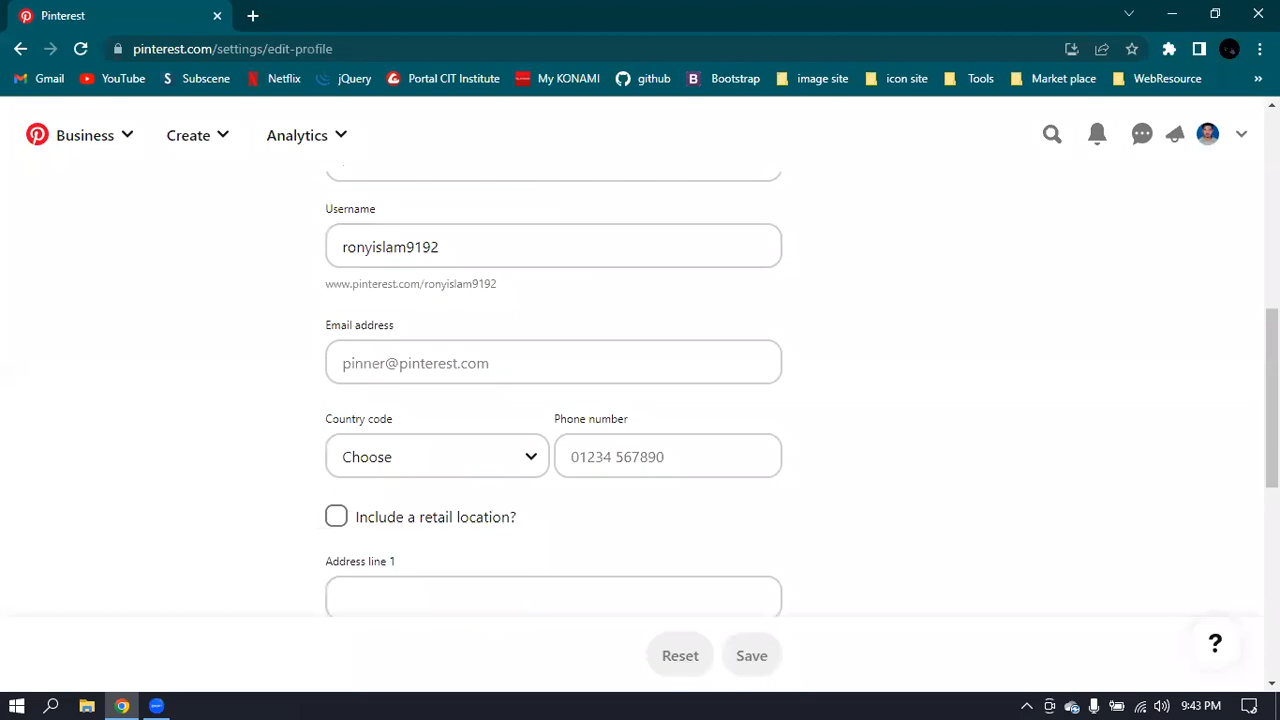 Pinterest
pinterest.com/settings/edit-profile
Gmail YouTube Subscene Netflix jQuery Portal CIT Institute My KONAMI github Bootstrap image site icon site Tools Market place WebResource »
Business Create Analytics
Username
ronyislam9192
www.pinterest.com/ronyislam9192
Email address
pinner@pinterest.com
Country code Phone number
Choose 01234 567890
Include a retail location?
Address line 1
Reset Save ?
9:43 PM